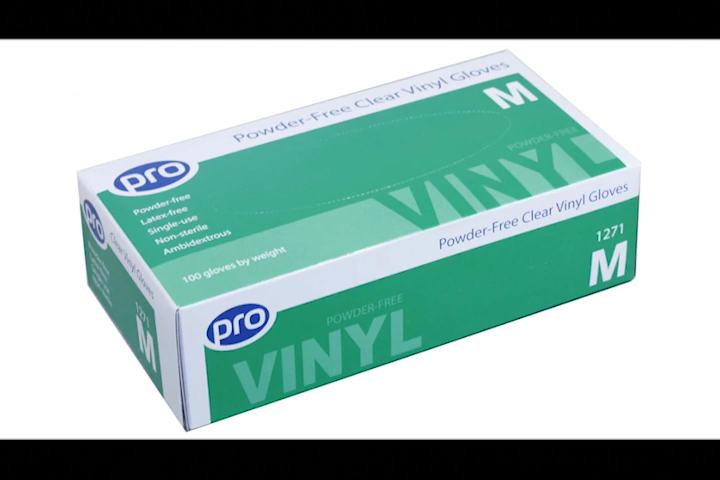 Powder-Free Clear Vinyl Gloves
M
pro
Powder-free
Latex-free
Single-use
Non-sterile
Ambidextrous
100 gloves by weight
POWDER-FREE
VINYL
Powder-Free Clear Vinyl Gloves
1271
M
pro
POWDER-FREE
VINYL
pro
Clear Vinyl Gloves
1271
M